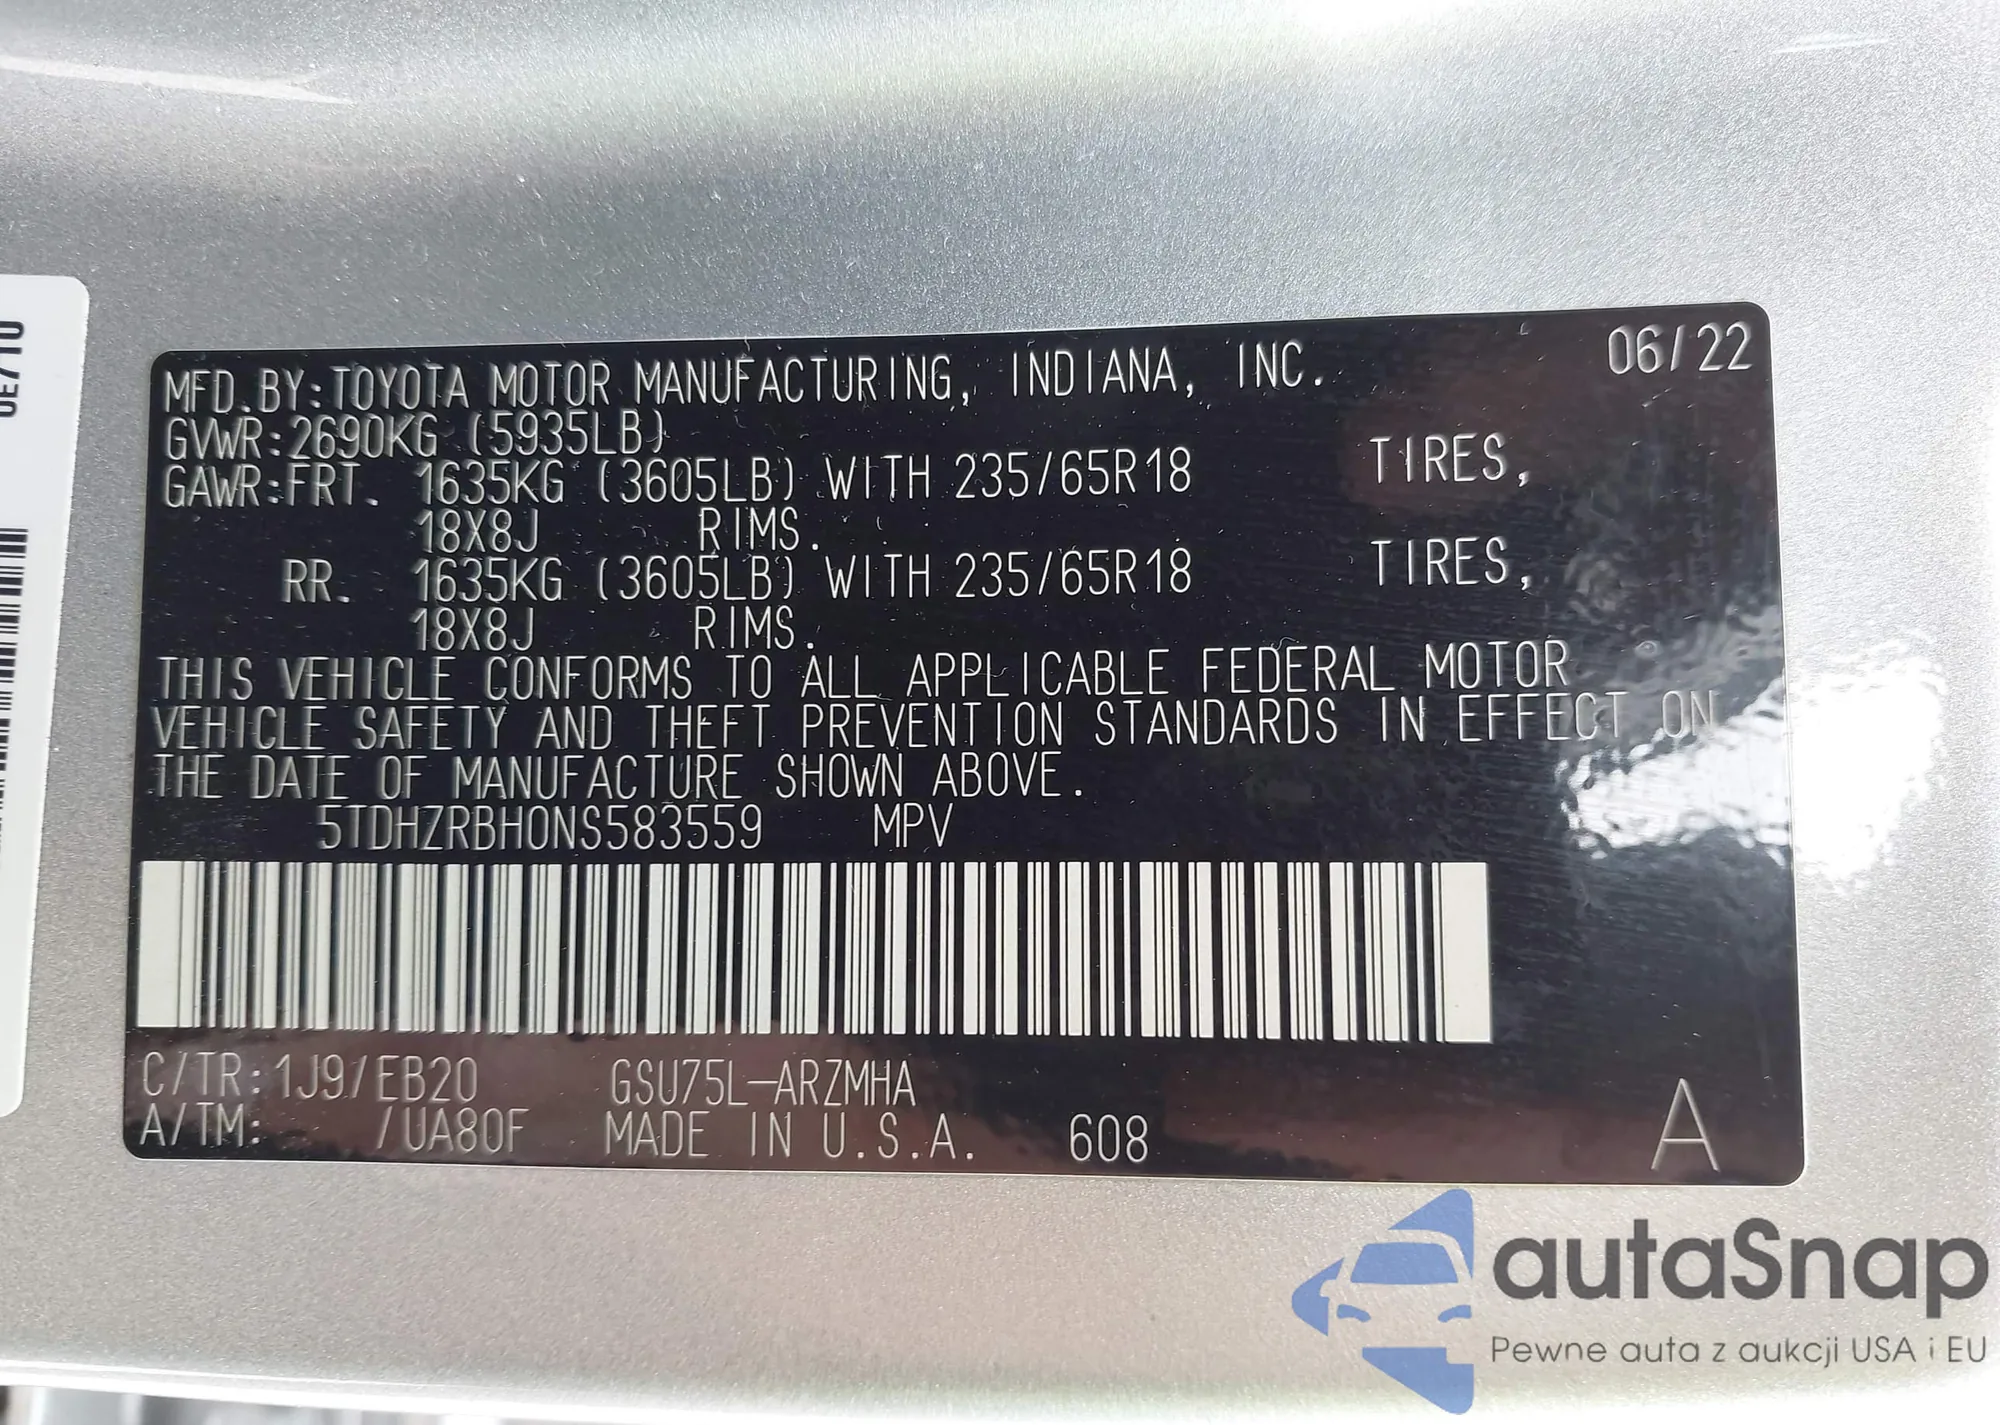 MFD.BY:TOYOTA MOTOR MANUFACTURING, INDIANA, INC. 06/22
GVWR:2690KG (5935LB)
GAWR:FRT. 1635KG (3605LB) WITH 235/65R18 TIRES,
18X8J RIMS.
RR. 1635KG (3605LB) WITH 235/65R18 TIRES,
18X8J RIMS.
THIS VEHICLE CONFORMS TO ALL APPLICABLE FEDERAL MOTOR
VEHICLE SAFETY AND THEFT PREVENTION STANDARDS IN EFFECT ON
THE DATE OF MANUFACTURE SHOWN ABOVE.
5TDHZRBH0NS583559 MPV
C/TR:1J9/EB20 GSU75L-ARZMHA
A/TM: /UA80F MADE IN U.S.A. 608 A
autaSnap
Pewne auta z aukcji USA i EU